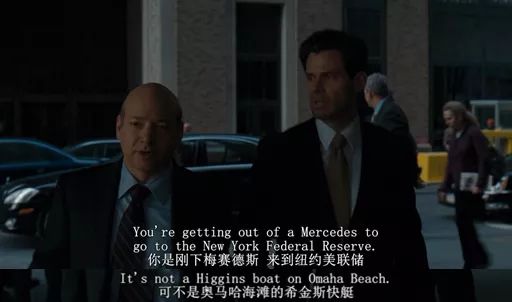 You're getting out of a Mercedes to
go to the New York Federal Reserve.
你是刚下梅赛德斯 来到纽约美联储
It's not a Higgins boat on Omaha Beach.
可不是奥马哈海滩的希金斯快艇